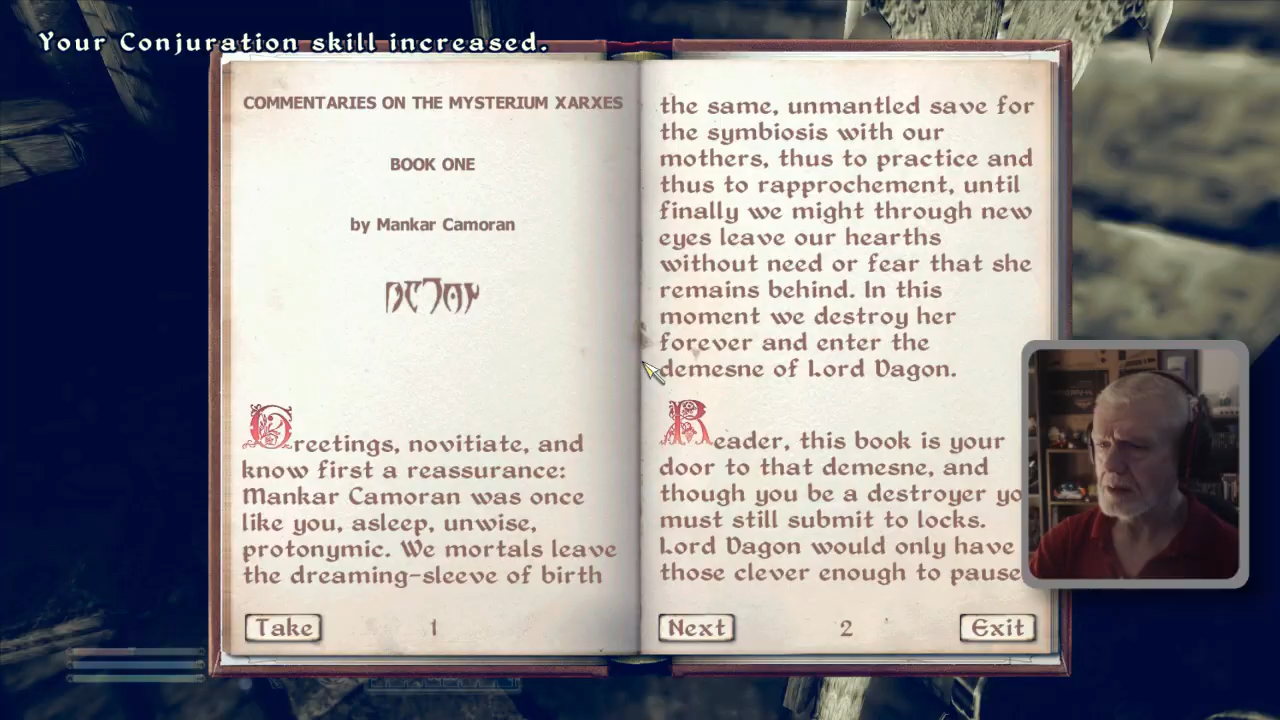 Your Conjuration skill increased.
COMMENTARIES ON THE MYSTERIUM XARXES
BOOK ONE
by Mankar Camoran
Greetings, novitiate, and
know first a reassurance:
Mankar Camoran was once
like you, asleep, unwise,
protonymic. We mortals leave
the dreaming-sleeve of birth
Take
1
the same, unmantled save for
the symbiosis with our
mothers, thus to practice and
thus to rapprochement, until
finally we might through new
eyes leave our hearths
without need or fear that she
remains behind. In this
moment we destroy her
forever and enter the
demesne of Lord Dagon.
Reader, this book is your
door to that demesne, and
though you be a destroyer yo
must still submit to locks.
Lord Dagon would only have
those clever enough to pause
Next
2
Exit